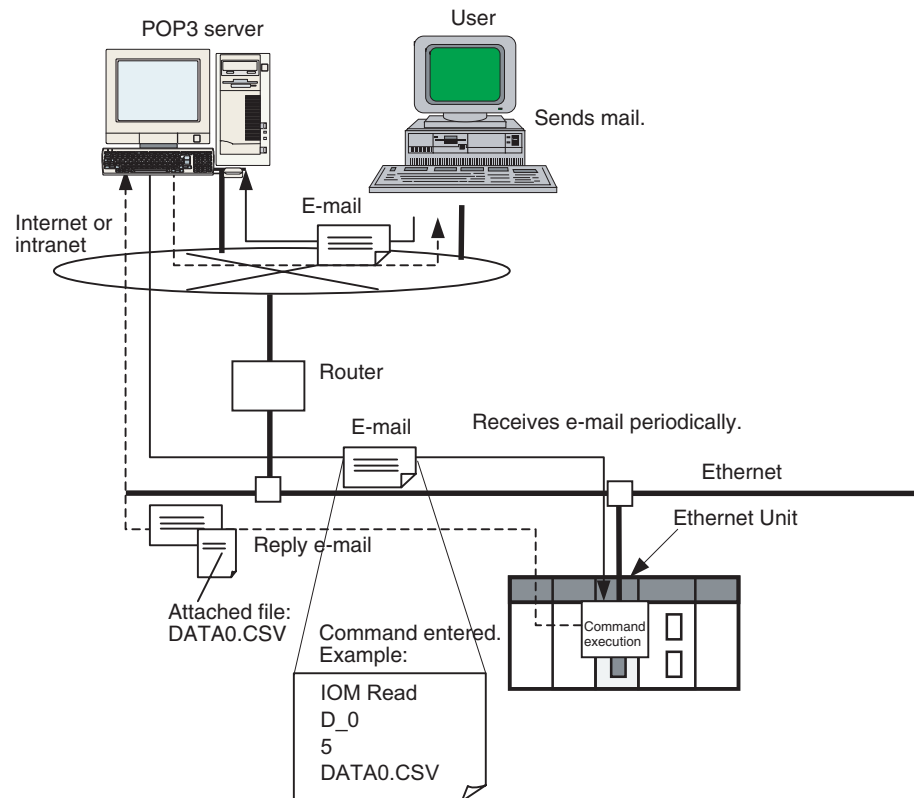 User
POP3 server
Sends mail.
E-mail
Internet or
intranet
Router
E-mail
Receives e-mail periodically.
Ethernet
Ethernet Unit
Reply e-mail
Attached file:
DATA0.CSV
Command
execution
Command entered.
Example:
IOM Read
D_0
5
DATA0.CSV